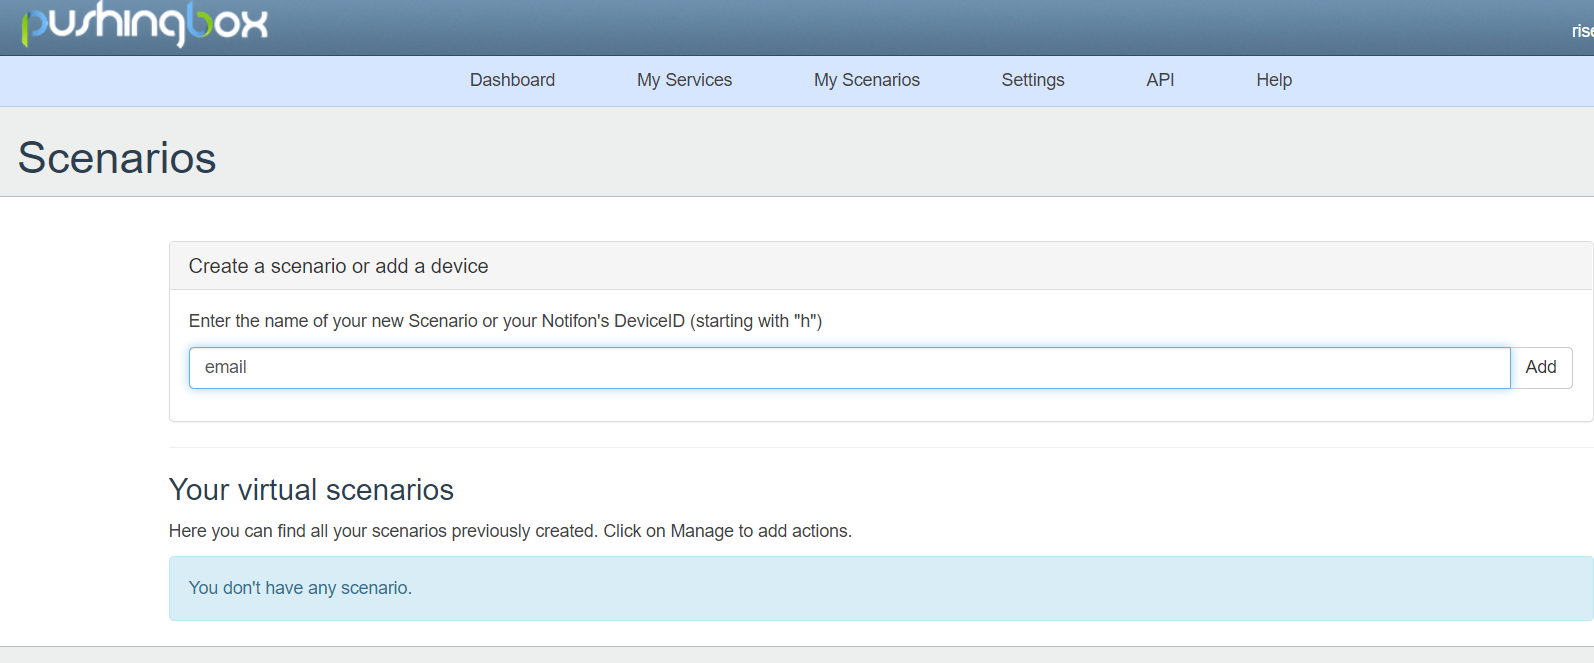 pushingbox
Dashboard My Services My Scenarios Settings API Help
Scenarios
Create a scenario or add a device
Enter the name of your new Scenario or your Notifon's DeviceID (starting with "h")
email Add
Your virtual scenarios
Here you can find all your scenarios previously created. Click on Manage to add actions.
You don't have any scenario.